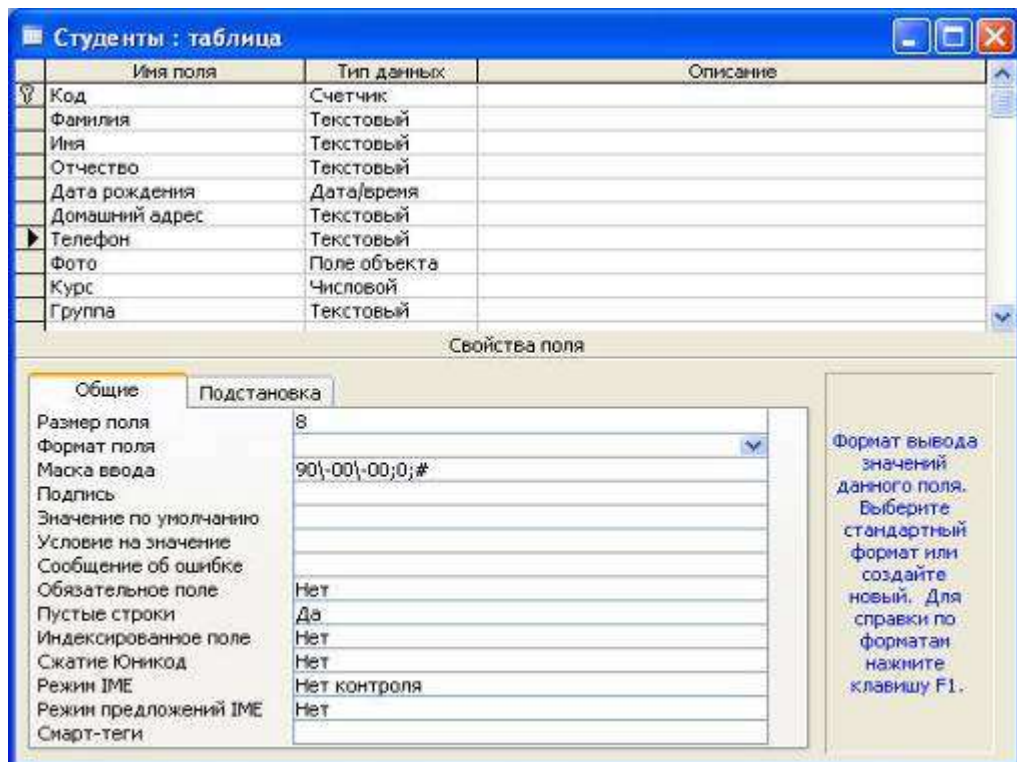 Студенты : таблица
Имя поля Тип данных Описание
Код Счетчик
Фамилия Текстовый
Имя Текстовый
Отчество Текстовый
Дата рождения Дата/время
Домашний адрес Текстовый
Телефон Текстовый
Фото Поле объекта
Курс Числовой
Группа Текстовый
Свойства поля
Общие Подстановка
Размер поля 8
Формат поля
Маска ввода 90\-00\-00;0;#
Подпись
Значение по умолчанию
Условие на значение
Сообщение об ошибке
Обязательное поле Нет
Пустые строки Да
Индексированное поле Нет
Сжатие Юникод Нет
Режим IME Нет контроля
Режим предложений IME Нет
Смарт-теги
Формат вывода
значений
данного поля.
Выберите
стандартный
формат или
создайте
новый. Для
справки по
форматам
нажмите
клавишу F1.